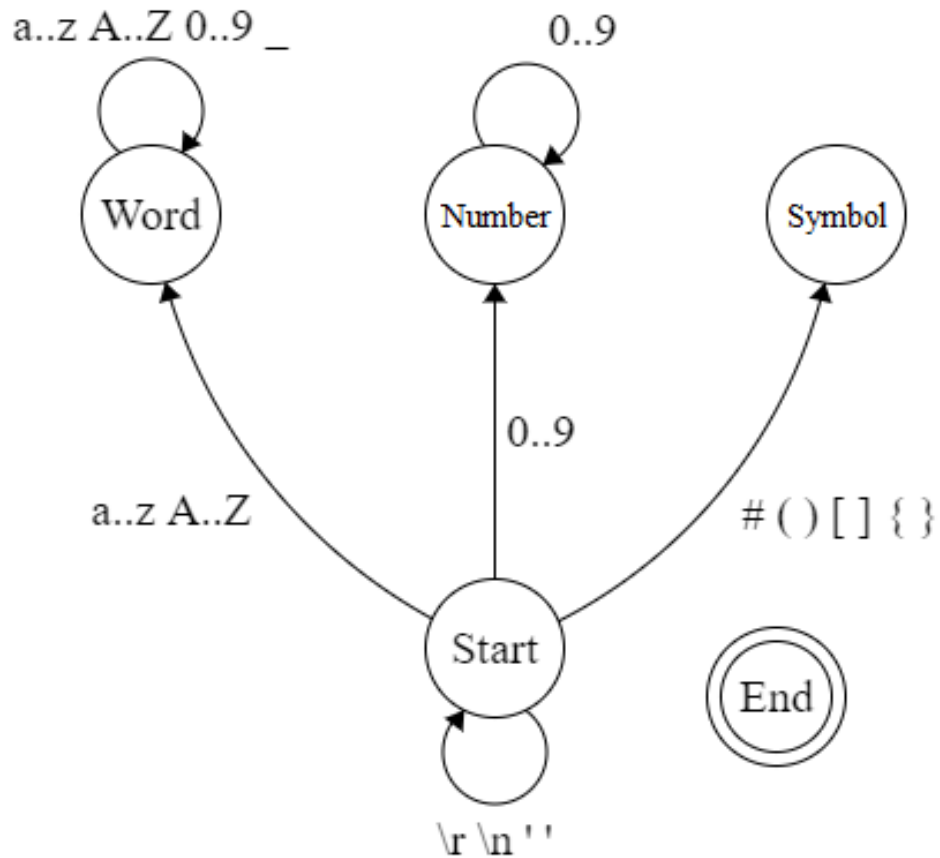 a..z A..Z 0..9 _
0..9
Word
Number
Symbol
0..9
a..z A..Z
# ( ) [ ] { }
Start
End
\r \n ' '